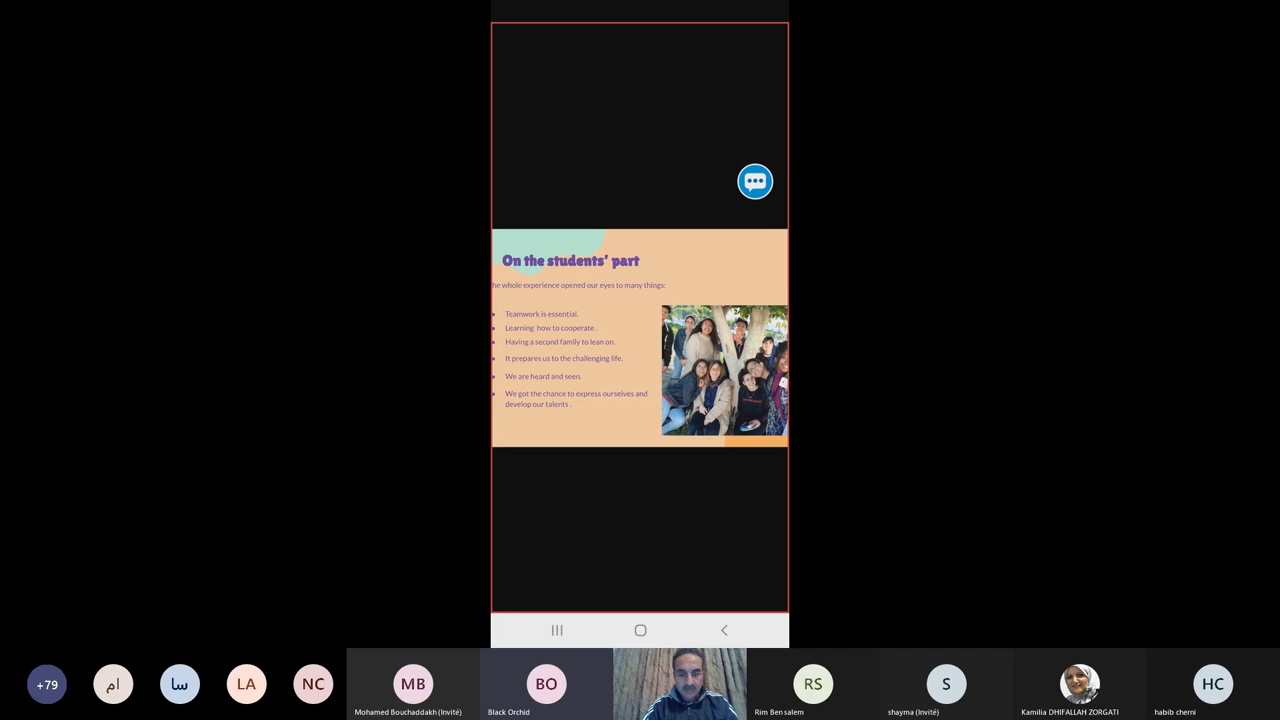 On the students' part
he whole experience opened our eyes to many things:
Teamwork is essential.
Learning how to cooperate .
Having a second family to lean on.
It prepares us to the challenging life.
We are heard and seen.
We got the chance to express ourselves and
develop our talents .
+79
ام
سا
LA
NC
MB
BO
RS
S
HC
Mohamed Bouchaddakh (Invité)
Black Orchid
Rim Ben salem
shayma (Invité)
Kamilia DHIFALLAH ZORGATI
habib cherni